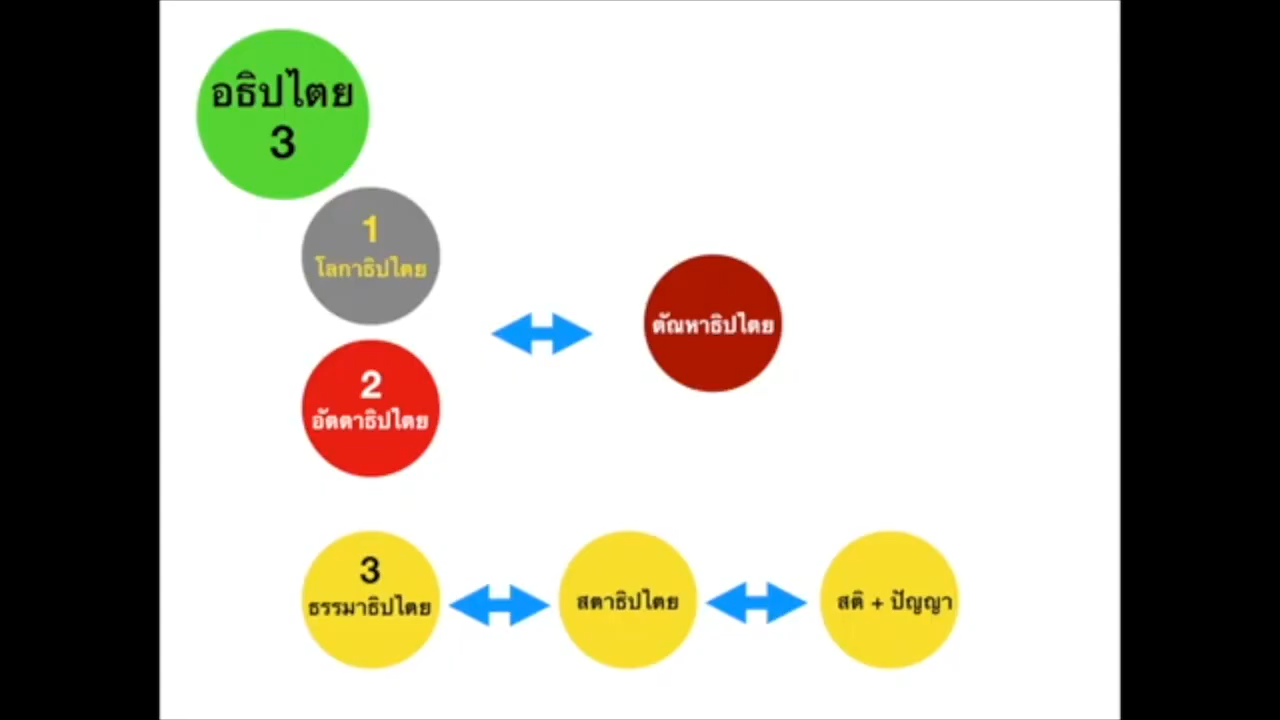 อธิปไตย
3
1
โลกาธิปไตย
ตัณหาธิปไตย
2
อัตตาธิปไตย
3
ธรรมาธิปไตย
สตาธิปไตย
สติ + ปัญญา